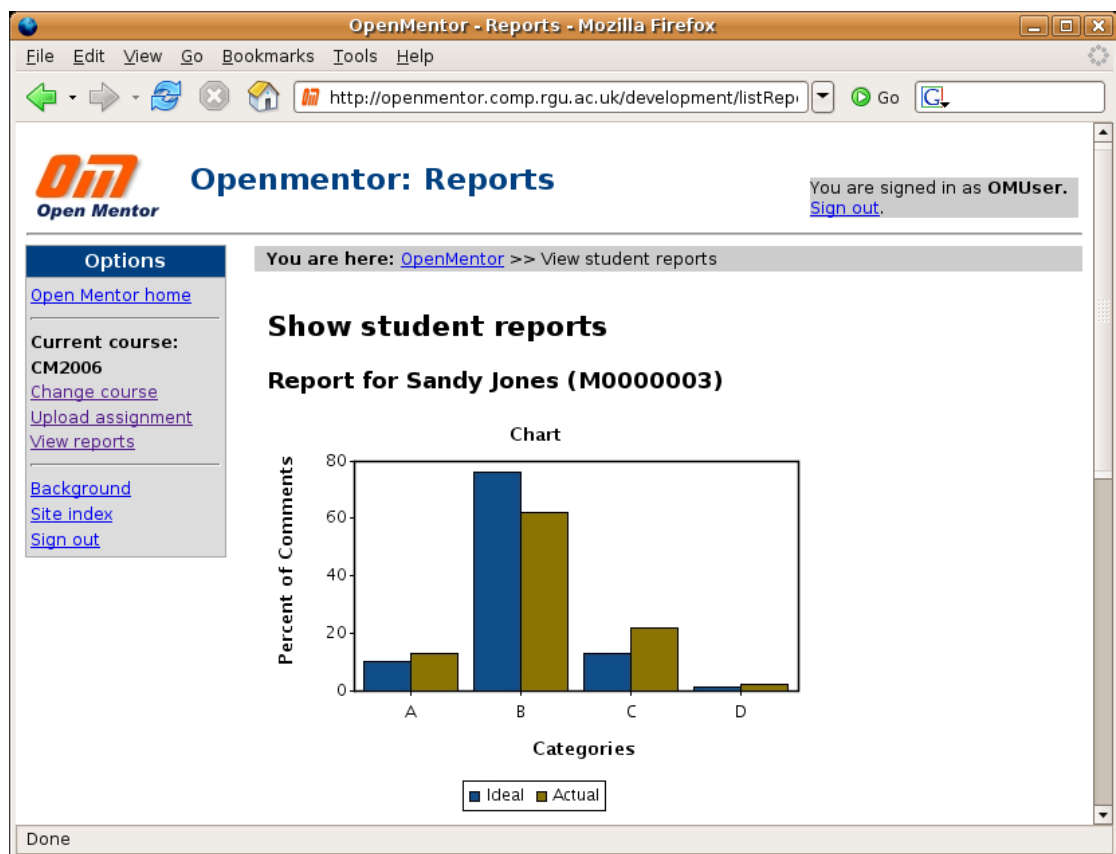 OpenMentor - Reports - Mozilla Firefox
File Edit View Go Bookmarks Tools Help
http://openmentor.comp.rgu.ac.uk/development/listRep Go G
Om
Open Mentor
Openmentor: Reports
You are signed in as OMUser.
Sign out.
Options
Open Mentor home
Current course:
CM2006
Change course
Upload assignment
View reports
Background
Site index
Sign out
You are here: OpenMentor >> View student reports
Show student reports
Report for Sandy Jones (M0000003)
Chart
Percent of Comments
80
60
40
20
0
A B C D
Categories
Ideal Actual
Done